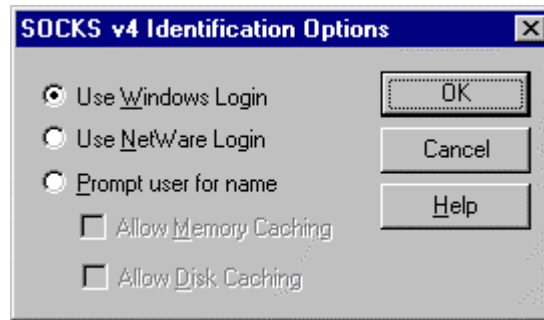 SOCKS v4 Identification Options
Use Windows Login
Use NetWare Login
Prompt user for name
Allow Memory Caching
Allow Disk Caching
OK
Cancel
Help